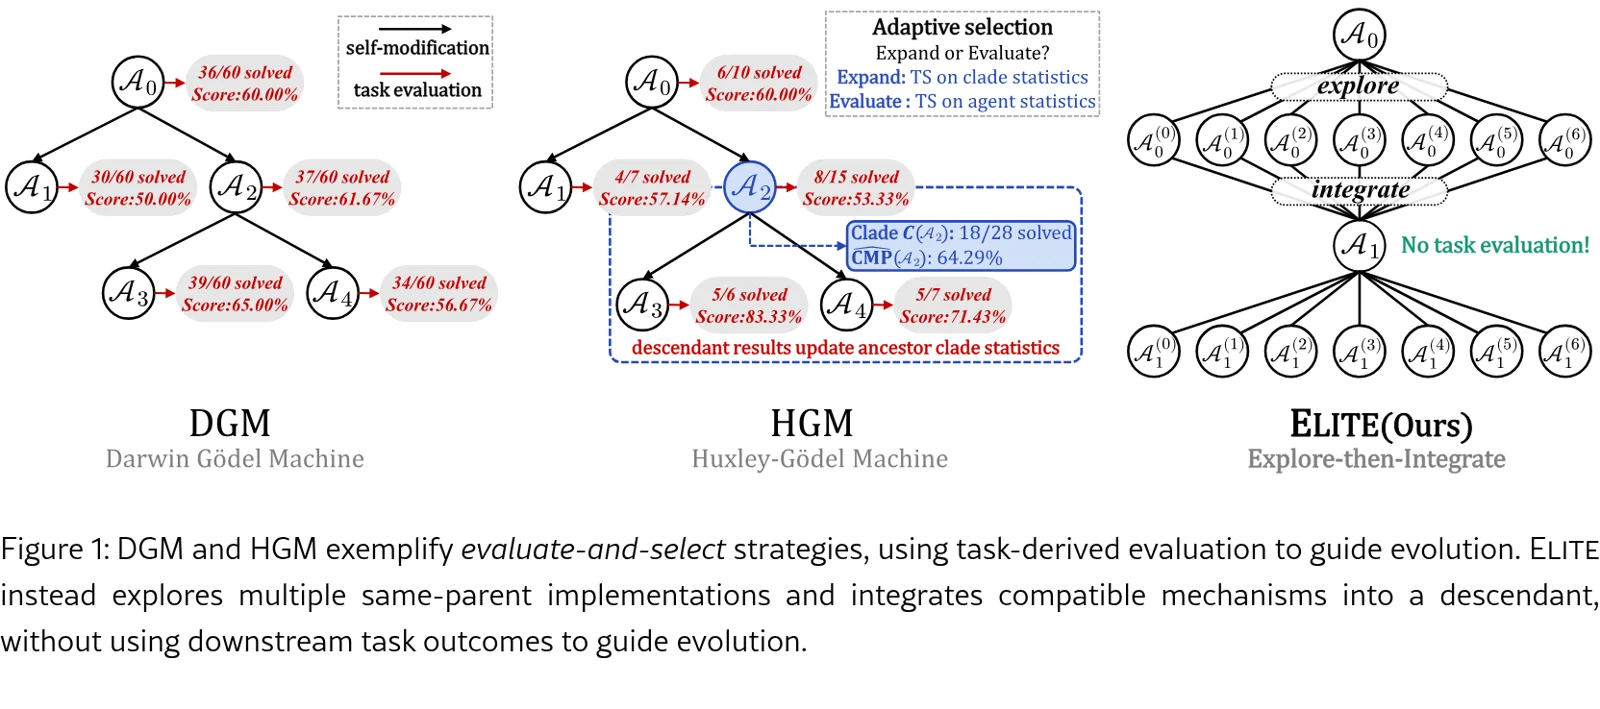 self-modification
task evaluation
A0
36/60 solved
Score:60.00%
A1
30/60 solved
Score:50.00%
A2
37/60 solved
Score:61.67%
A3
39/60 solved
Score:65.00%
A4
34/60 solved
Score:56.67%
DGM
Darwin Gödel Machine
Adaptive selection
Expand or Evaluate?
Expand: TS on clade statistics
Evaluate : TS on agent statistics
A0
6/10 solved
Score:60.00%
A1
4/7 solved
Score:57.14%
A2
8/15 solved
Score:53.33%
Clade C(A2): 18/28 solved
CMP(A2): 64.29%
A3
5/6 solved
Score:83.33%
A4
5/7 solved
Score:71.43%
descendant results update ancestor clade statistics
HGM
Huxley-Gödel Machine
A0
explore
A0(0) A0(1) A0(2) A0(3) A0(4) A0(5) A0(6)
integrate
A1 No task evaluation!
A1(0) A1(1) A1(2) A1(3) A1(4) A1(5) A1(6)
ELITE(Ours)
Explore-then-Integrate
Figure 1: DGM and HGM exemplify evaluate-and-select strategies, using task-derived evaluation to guide evolution. ELITE
instead explores multiple same-parent implementations and integrates compatible mechanisms into a descendant,
without using downstream task outcomes to guide evolution.